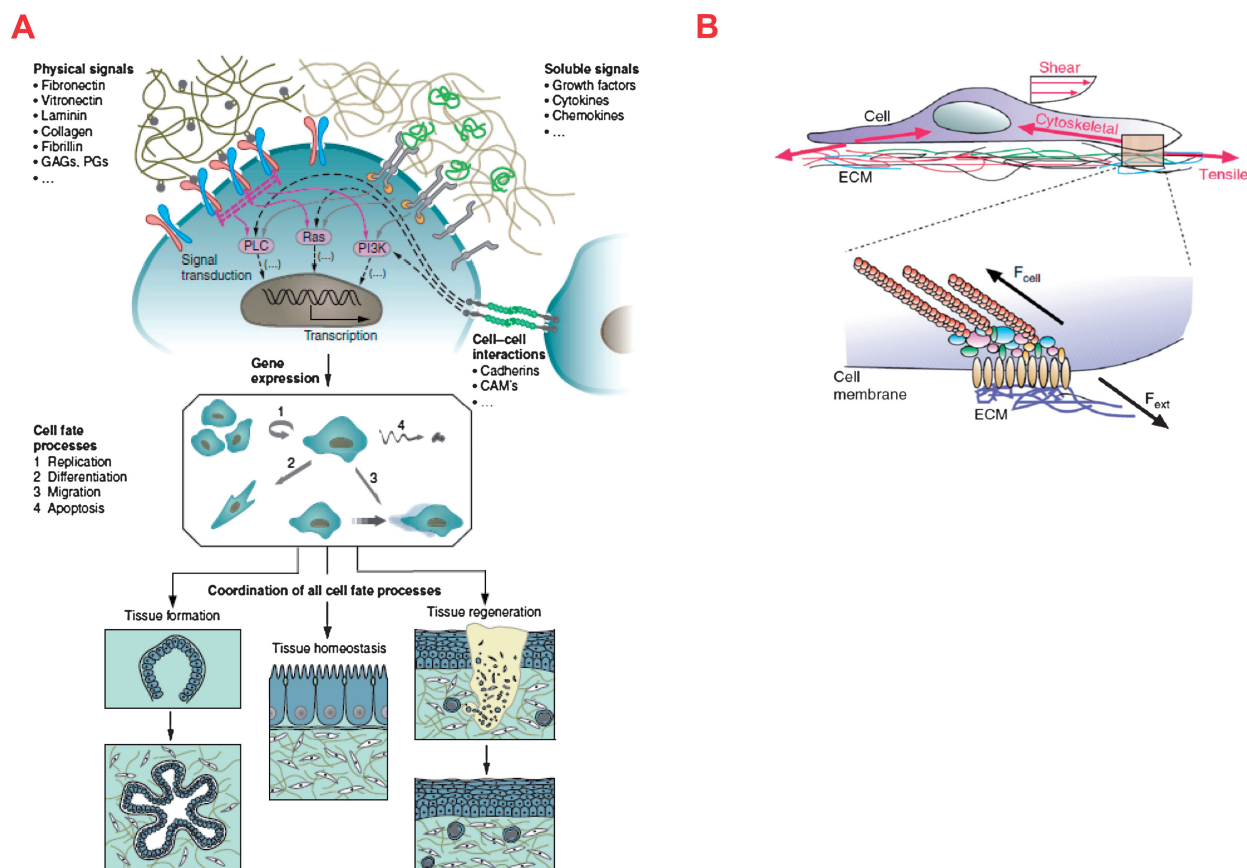 A
Physical signals
• Fibronectin
• Vitronectin
• Laminin
• Collagen
• Fibrillin
• GAGs, PGs
• ...
Soluble signals
• Growth factors
• Cytokines
• Chemokines
• ...
PLC
Ras
PI3K
(...)
(...)
(...)
Signal
transduction
Transcription
Cell–cell
interactions
• Cadherins
• CAM's
• ...
Gene
expression
Cell fate
processes
1 Replication
2 Differentiation
3 Migration
4 Apoptosis
1
4
2
3
Coordination of all cell fate processes
Tissue formation
Tissue homeostasis
Tissue regeneration
B
Shear
Cell
Cytoskeletal
ECM
Tensile
Fcell
Cell
membrane
ECM
Fext